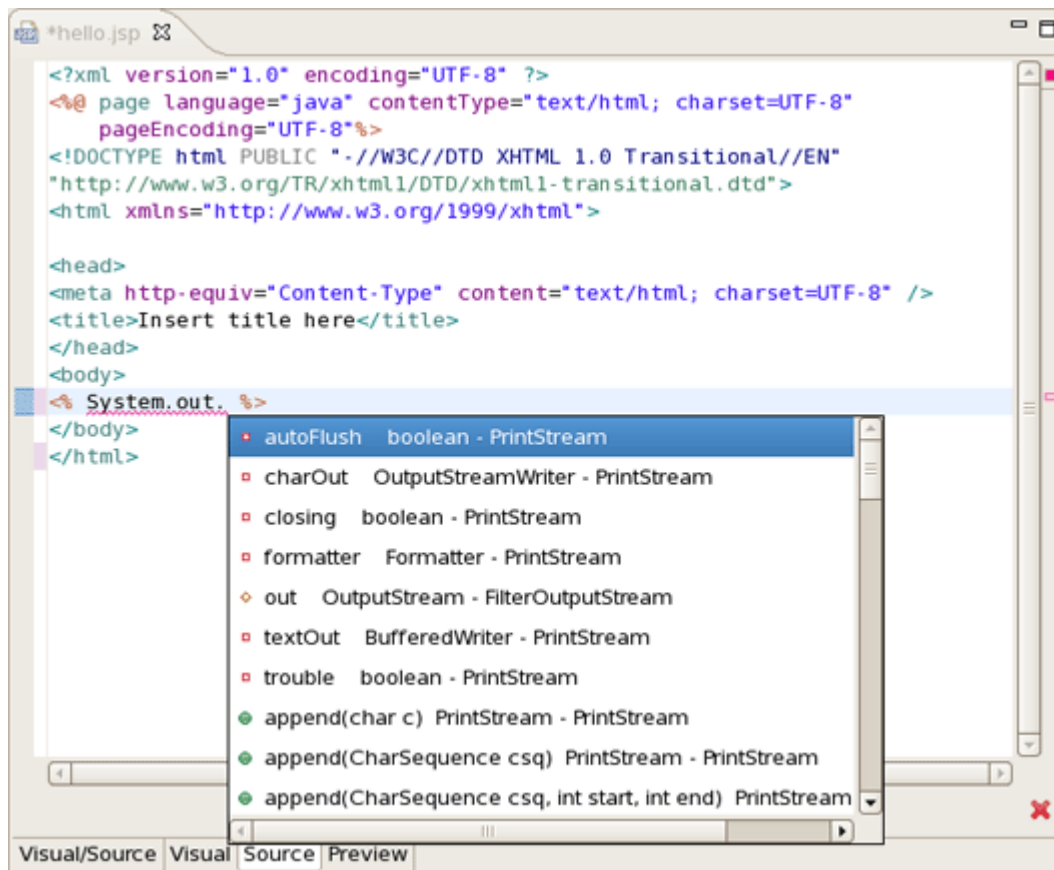 *hello.jsp
<?xml version="1.0" encoding="UTF-8" ?>
<%@ page language="java" contentType="text/html; charset=UTF-8"
    pageEncoding="UTF-8"%>
<!DOCTYPE html PUBLIC "-//W3C//DTD XHTML 1.0 Transitional//EN"
"http://www.w3.org/TR/xhtml1/DTD/xhtml1-transitional.dtd">
<html xmlns="http://www.w3.org/1999/xhtml">
<head>
<meta http-equiv="Content-Type" content="text/html; charset=UTF-8" />
<title>Insert title here</title>
</head>
<body>
<% System.out. %>
</body>
</html>
autoFlush boolean - PrintStream
charOut OutputStreamWriter - PrintStream
closing boolean - PrintStream
formatter Formatter - PrintStream
out OutputStream - FilterOutputStream
textOut BufferedWriter - PrintStream
trouble boolean - PrintStream
append(char c) PrintStream - PrintStream
append(CharSequence csq) PrintStream - PrintStream
append(CharSequence csq, int start, int end) PrintStream
Visual/Source Visual Source Preview